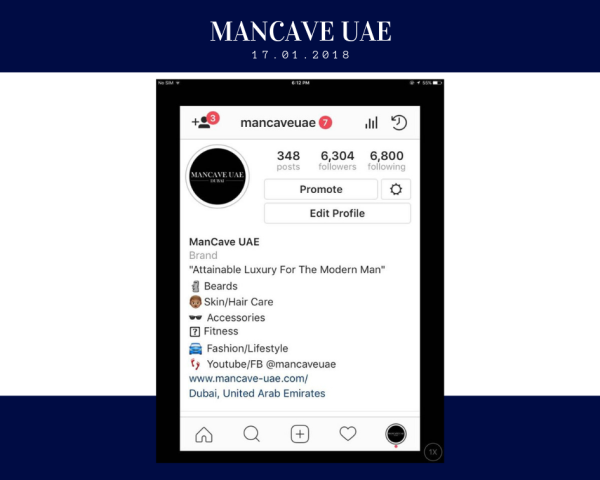 MANCAVE UAE
17.01.2018
No SIM 6:12 PM 50%
3 mancaveuae 7
348 6,304 6,800
posts followers following
MANCAVE UAE
DUBAI
Promote
Edit Profile
ManCave UAE
Brand
"Attainable Luxury For The Modern Man"
Beards
Skin/Hair Care
Accessories
? Fitness
Fashion/Lifestyle
Youtube/FB @mancaveuae
www.mancave-uae.com/
Dubai, United Arab Emirates
1X